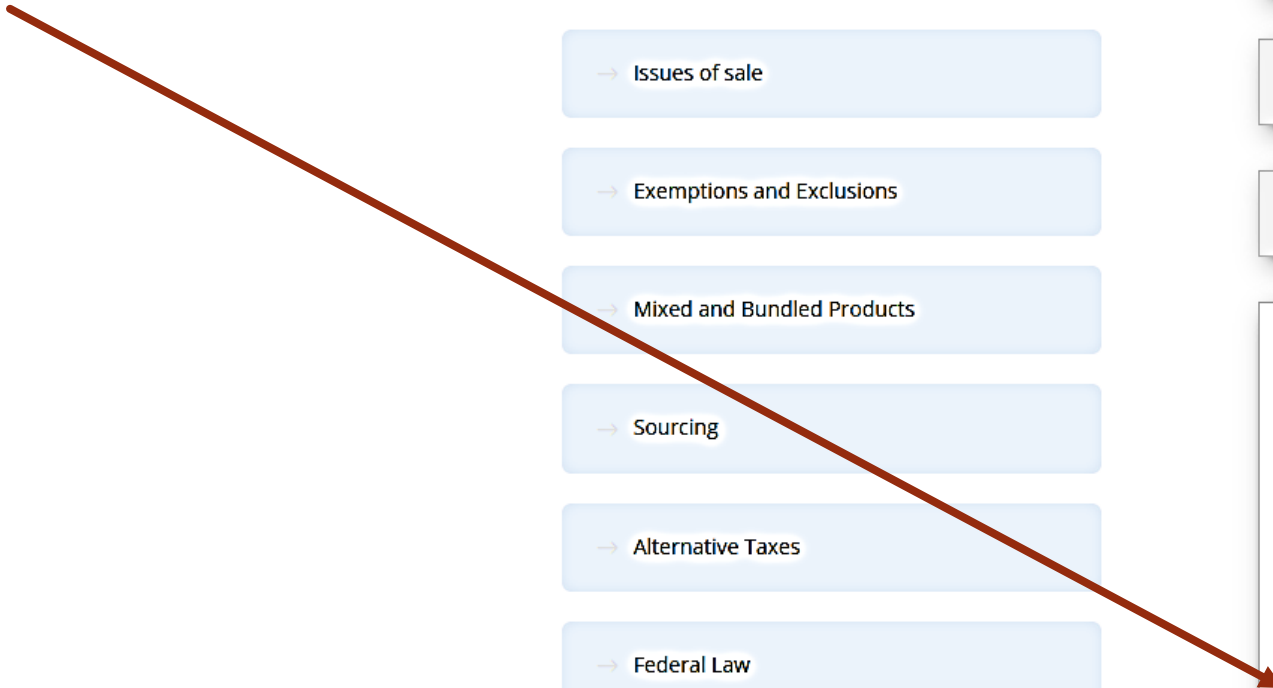 Issues of sale
Exemptions and Exclusions
Mixed and Bundled Products
Sourcing
Alternative Taxes
Federal Law